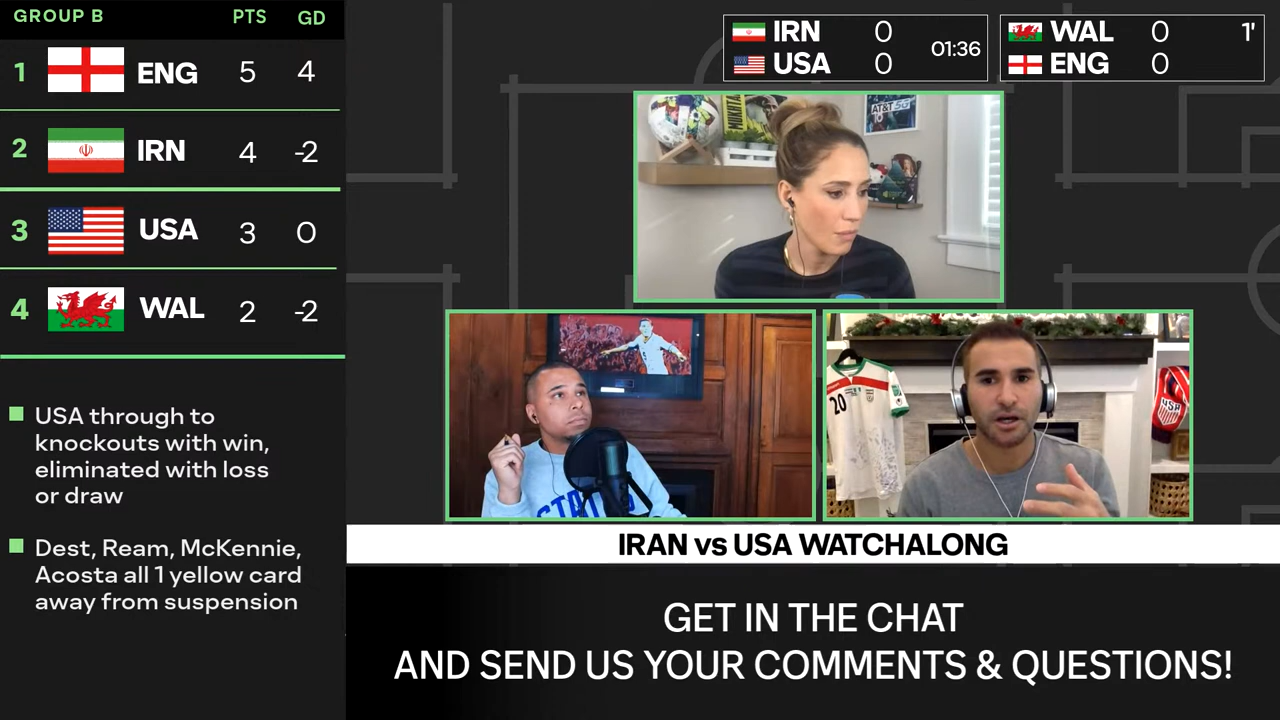 GROUP B PTS GD
1 ENG 5 4
2 IRN 4 -2
3 USA 3 0
4 WAL 2 -2
USA through to
knockouts with win,
eliminated with loss
or draw
Dest, Ream, McKennie,
Acosta all 1 yellow card
away from suspension
IRN 0
USA 0
01:36
WAL 0 1'
ENG 0
MUKHTAR
AT&T 5G
20
USA
IRAN vs USA WATCHALONG
GET IN THE CHAT
AND SEND US YOUR COMMENTS & QUESTIONS!